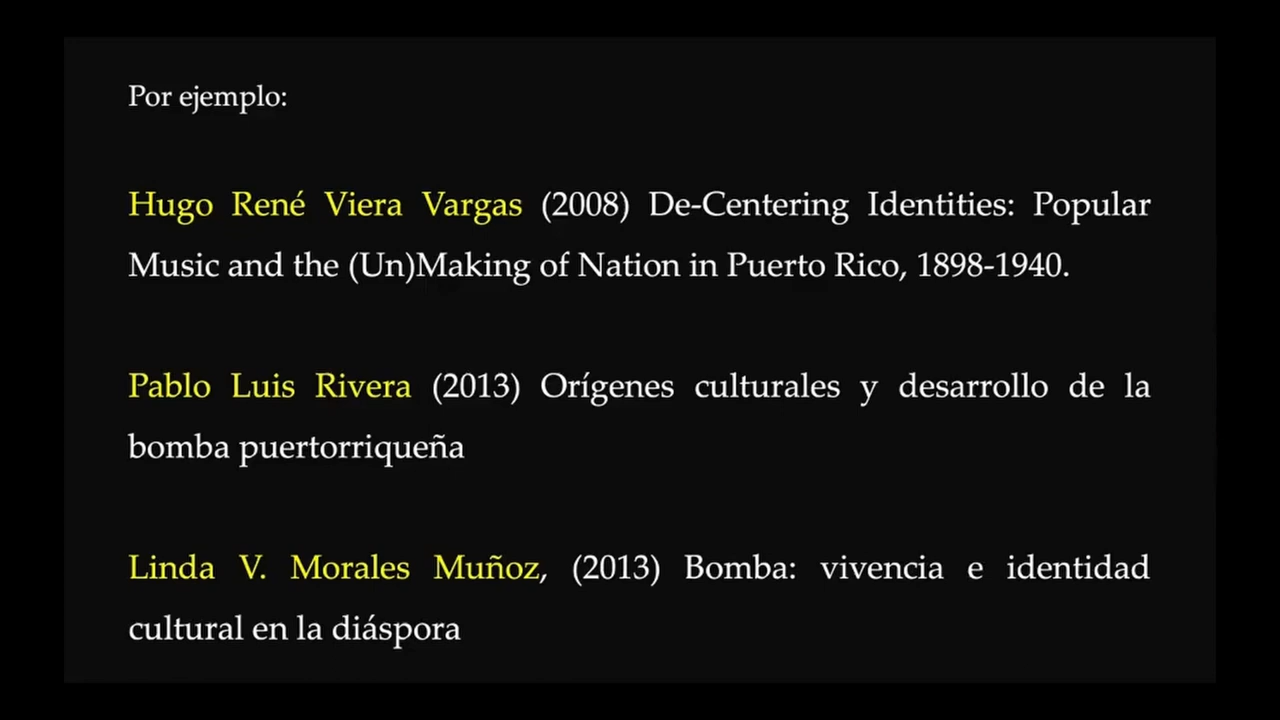 Por ejemplo:
Hugo René Viera Vargas (2008) De-Centering Identities: Popular
Music and the (Un)Making of Nation in Puerto Rico, 1898-1940.
Pablo Luis Rivera (2013) Orígenes culturales y desarrollo de la
bomba puertorriqueña
Linda V. Morales Muñoz, (2013) Bomba: vivencia e identidad
cultural en la diáspora